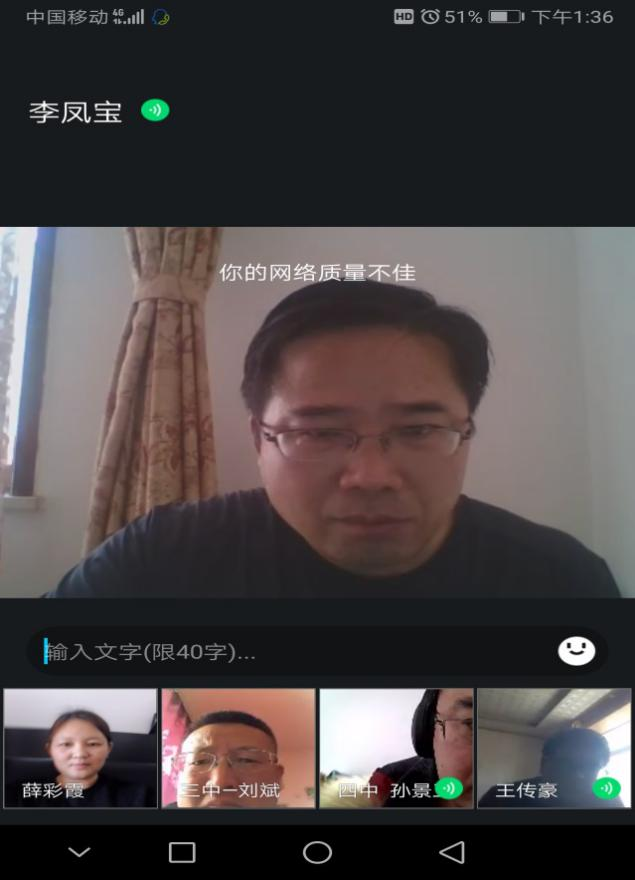 中国移动 4G HD 51% 下午1:36
李凤宝
你的网络质量不佳
输入文字(限40字)...
薛彩霞
三中—刘斌
四中 孙景
王传豪